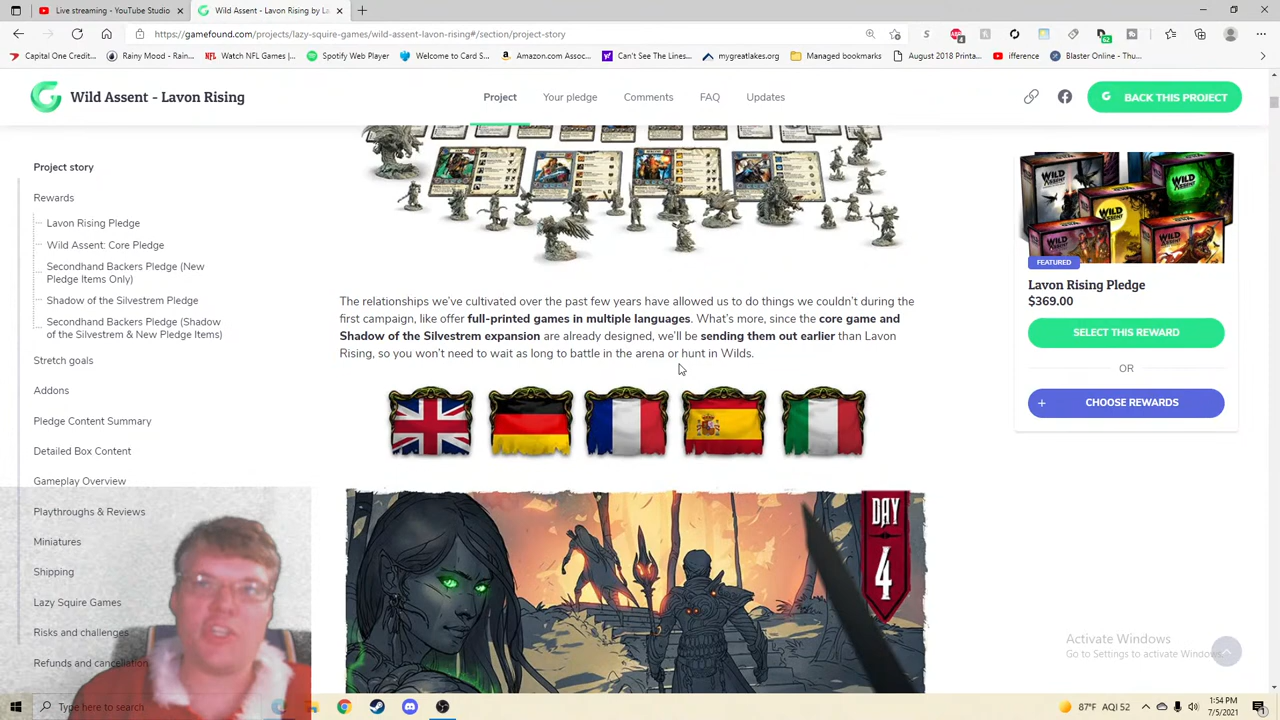 Live streaming - YouTube Studio
Wild Assent - Lavon Rising by La
https://gamefound.com/projects/lazy-squire-games/wild-assent-lavon-rising#/section/project-story
Capital One Credit...
Rainy Mood - Rain...
Watch NFL Games |...
Spotify Web Player
Welcome to Card S...
Amazon.com: Assoc...
Can't See The Lines...
mygreatlakes.org
Managed bookmarks
August 2018 Printa...
ifference
Blaster Online - Thu...
Wild Assent - Lavon Rising
Project
Your pledge
Comments
FAQ
Updates
BACK THIS PROJECT
Project story
Rewards
Lavon Rising Pledge
Wild Assent: Core Pledge
Secondhand Backers Pledge (New
Pledge Items Only)
Shadow of the Silvestrem Pledge
Secondhand Backers Pledge (Shadow
of the Silvestrem & New Pledge Items)
Stretch goals
Addons
Pledge Content Summary
Detailed Box Content
Gameplay Overview
Playthroughs & Reviews
Miniatures
Shipping
Lazy Squire Games
Risks and challenges
Refunds and cancellation
The relationships we've cultivated over the past few years have allowed us to do things we couldn't during the
first campaign, like offer full-printed games in multiple languages. What's more, since the core game and
Shadow of the Silvestrem expansion are already designed, we'll be sending them out earlier than Lavon
Rising, so you won't need to wait as long to battle in the arena or hunt in Wilds.
DAY
4
WILD
ASSENT
WILD
ASSENT
WILD
ASSENT
WILD
ASSENT
WILD
ASSENT
FEATURED
Lavon Rising Pledge
$369.00
SELECT THIS REWARD
OR
+ CHOOSE REWARDS
Activate Windows
Go to Settings to activate Windows.
Type here to search
87°F AQI 52
1:54 PM
7/5/2021